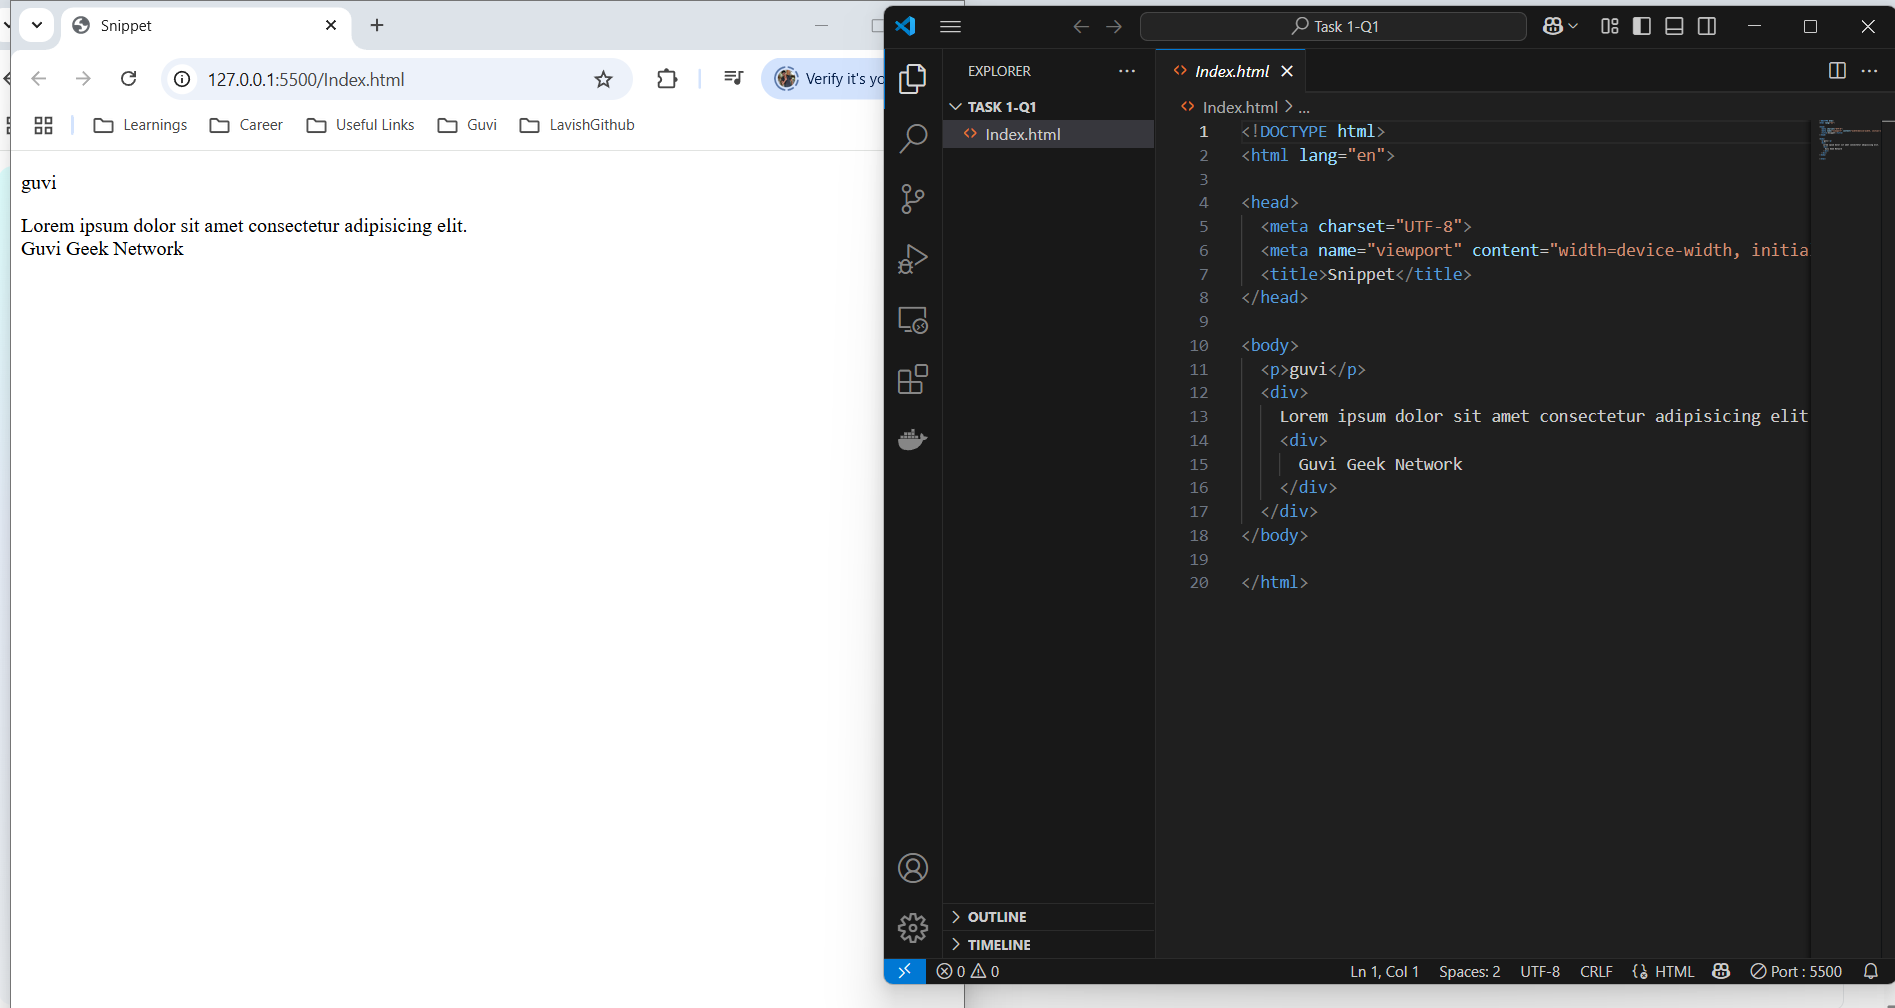 Snippet
127.0.0.1:5500/Index.html
Verify it's yo
Learnings
Career
Useful Links
Guvi
LavishGithub
guvi
Lorem ipsum dolor sit amet consectetur adipisicing elit.
Guvi Geek Network
Task 1-Q1
EXPLORER
TASK 1-Q1
Index.html
OUTLINE
TIMELINE
Index.html
Index.html > ...
1 <!DOCTYPE html>
2 <html lang="en">
3
4 <head>
5 <meta charset="UTF-8">
6 <meta name="viewport" content="width=device-width, initia
7 <title>Snippet</title>
8 </head>
9
10 <body>
11 <p>guvi</p>
12 <div>
13 Lorem ipsum dolor sit amet consectetur adipisicing elit
14 <div>
15 Guvi Geek Network
16 </div>
17 </div>
18 </body>
19
20 </html>
0 0
Ln 1, Col 1
Spaces: 2
UTF-8
CRLF
HTML
Port : 5500